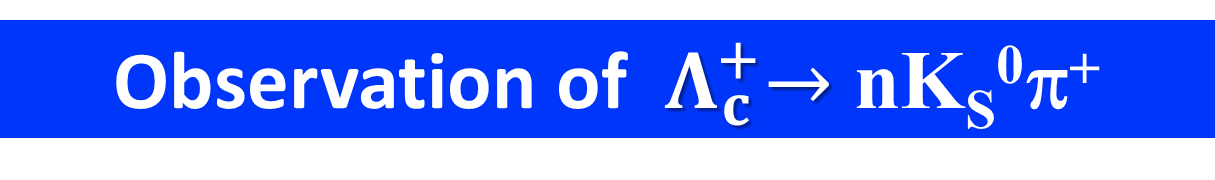 Observation of Λc+ → nKS0π+